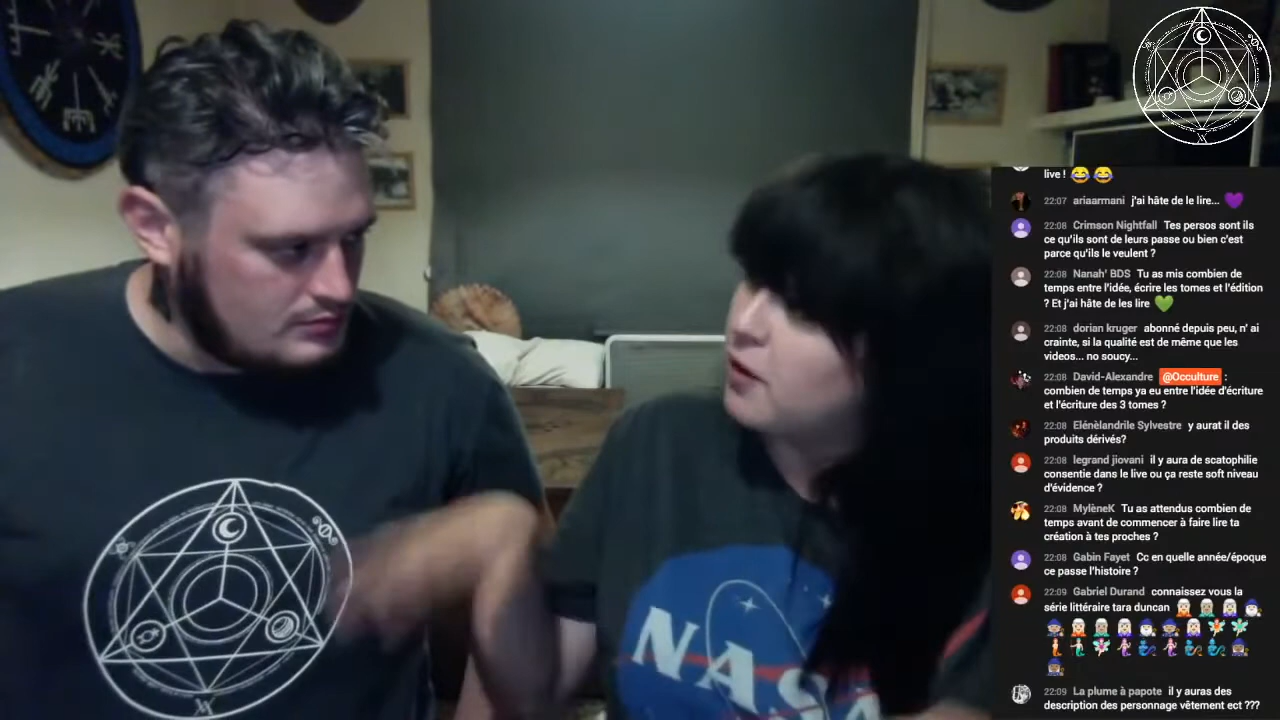 live ! 😂 😂
22:07 ariaarmani j'ai hâte de le lire... 💜
22:08 Crimson Nightfall Tes persos sont ils
ce qu'ils sont de leurs passe ou bien c'est
parce qu'ils le veulent ?
22:08 Nanah' BDS Tu as mis combien de
temps entre l'idée, écrire les tomes et l'édition
? Et j'ai hâte de les lire 💚
22:08 dorian kruger abonné depuis peu, n' ai
crainte, si la qualité est de même que les
videos... no soucy...
22:08 David-Alexandre @Occulture :
combien de temps ya eu entre l'idée d'écriture
et l'écriture des 3 tomes ?
22:08 Elénèlandrile Sylvestre y aurat il des
produits dérivés?
22:08 legrand jiovani il y aura de scatophilie
consentie dans le live ou ça reste soft niveau
d'évidence ?
22:08 MylèneK Tu as attendus combien de
temps avant de commencer à faire lire ta
création à tes proches ?
22:08 Gabin Fayet Cc en quelle année/époque
ce passe l'histoire ?
22:09 Gabriel Durand connaissez vous la
série littéraire tara duncan
22:09 La plume à papote il y auras des
description des personnage vêtement ect ???
NASA